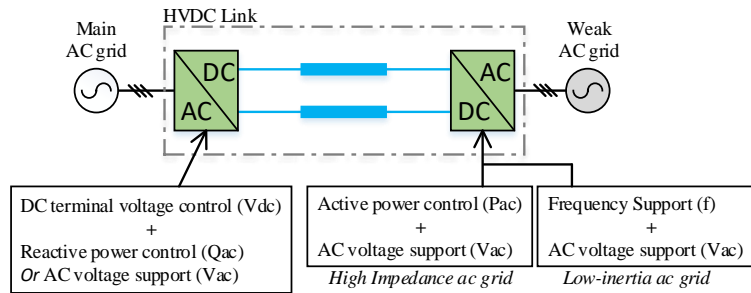 HVDC Link
Main
AC grid
Weak
AC grid
DC
AC
AC
DC
DC terminal voltage control (Vdc)
+
Reactive power control (Qac)
Or AC voltage support (Vac)
Active power control (Pac)
+
AC voltage support (Vac)
High Impedance ac grid
Frequency Support (f)
+
AC voltage support (Vac)
Low-inertia ac grid